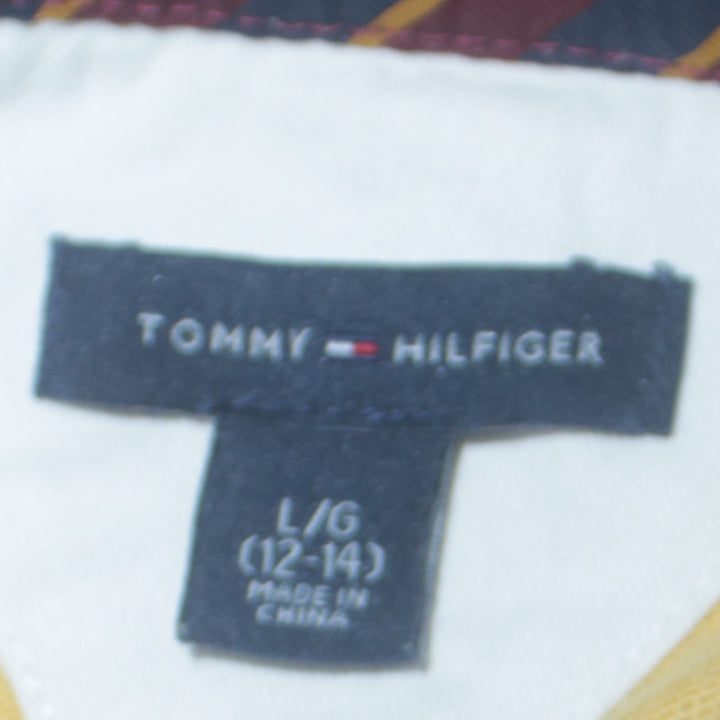 TOMMY HILFIGER
L/G
(12-14)
MADE IN
CHINA